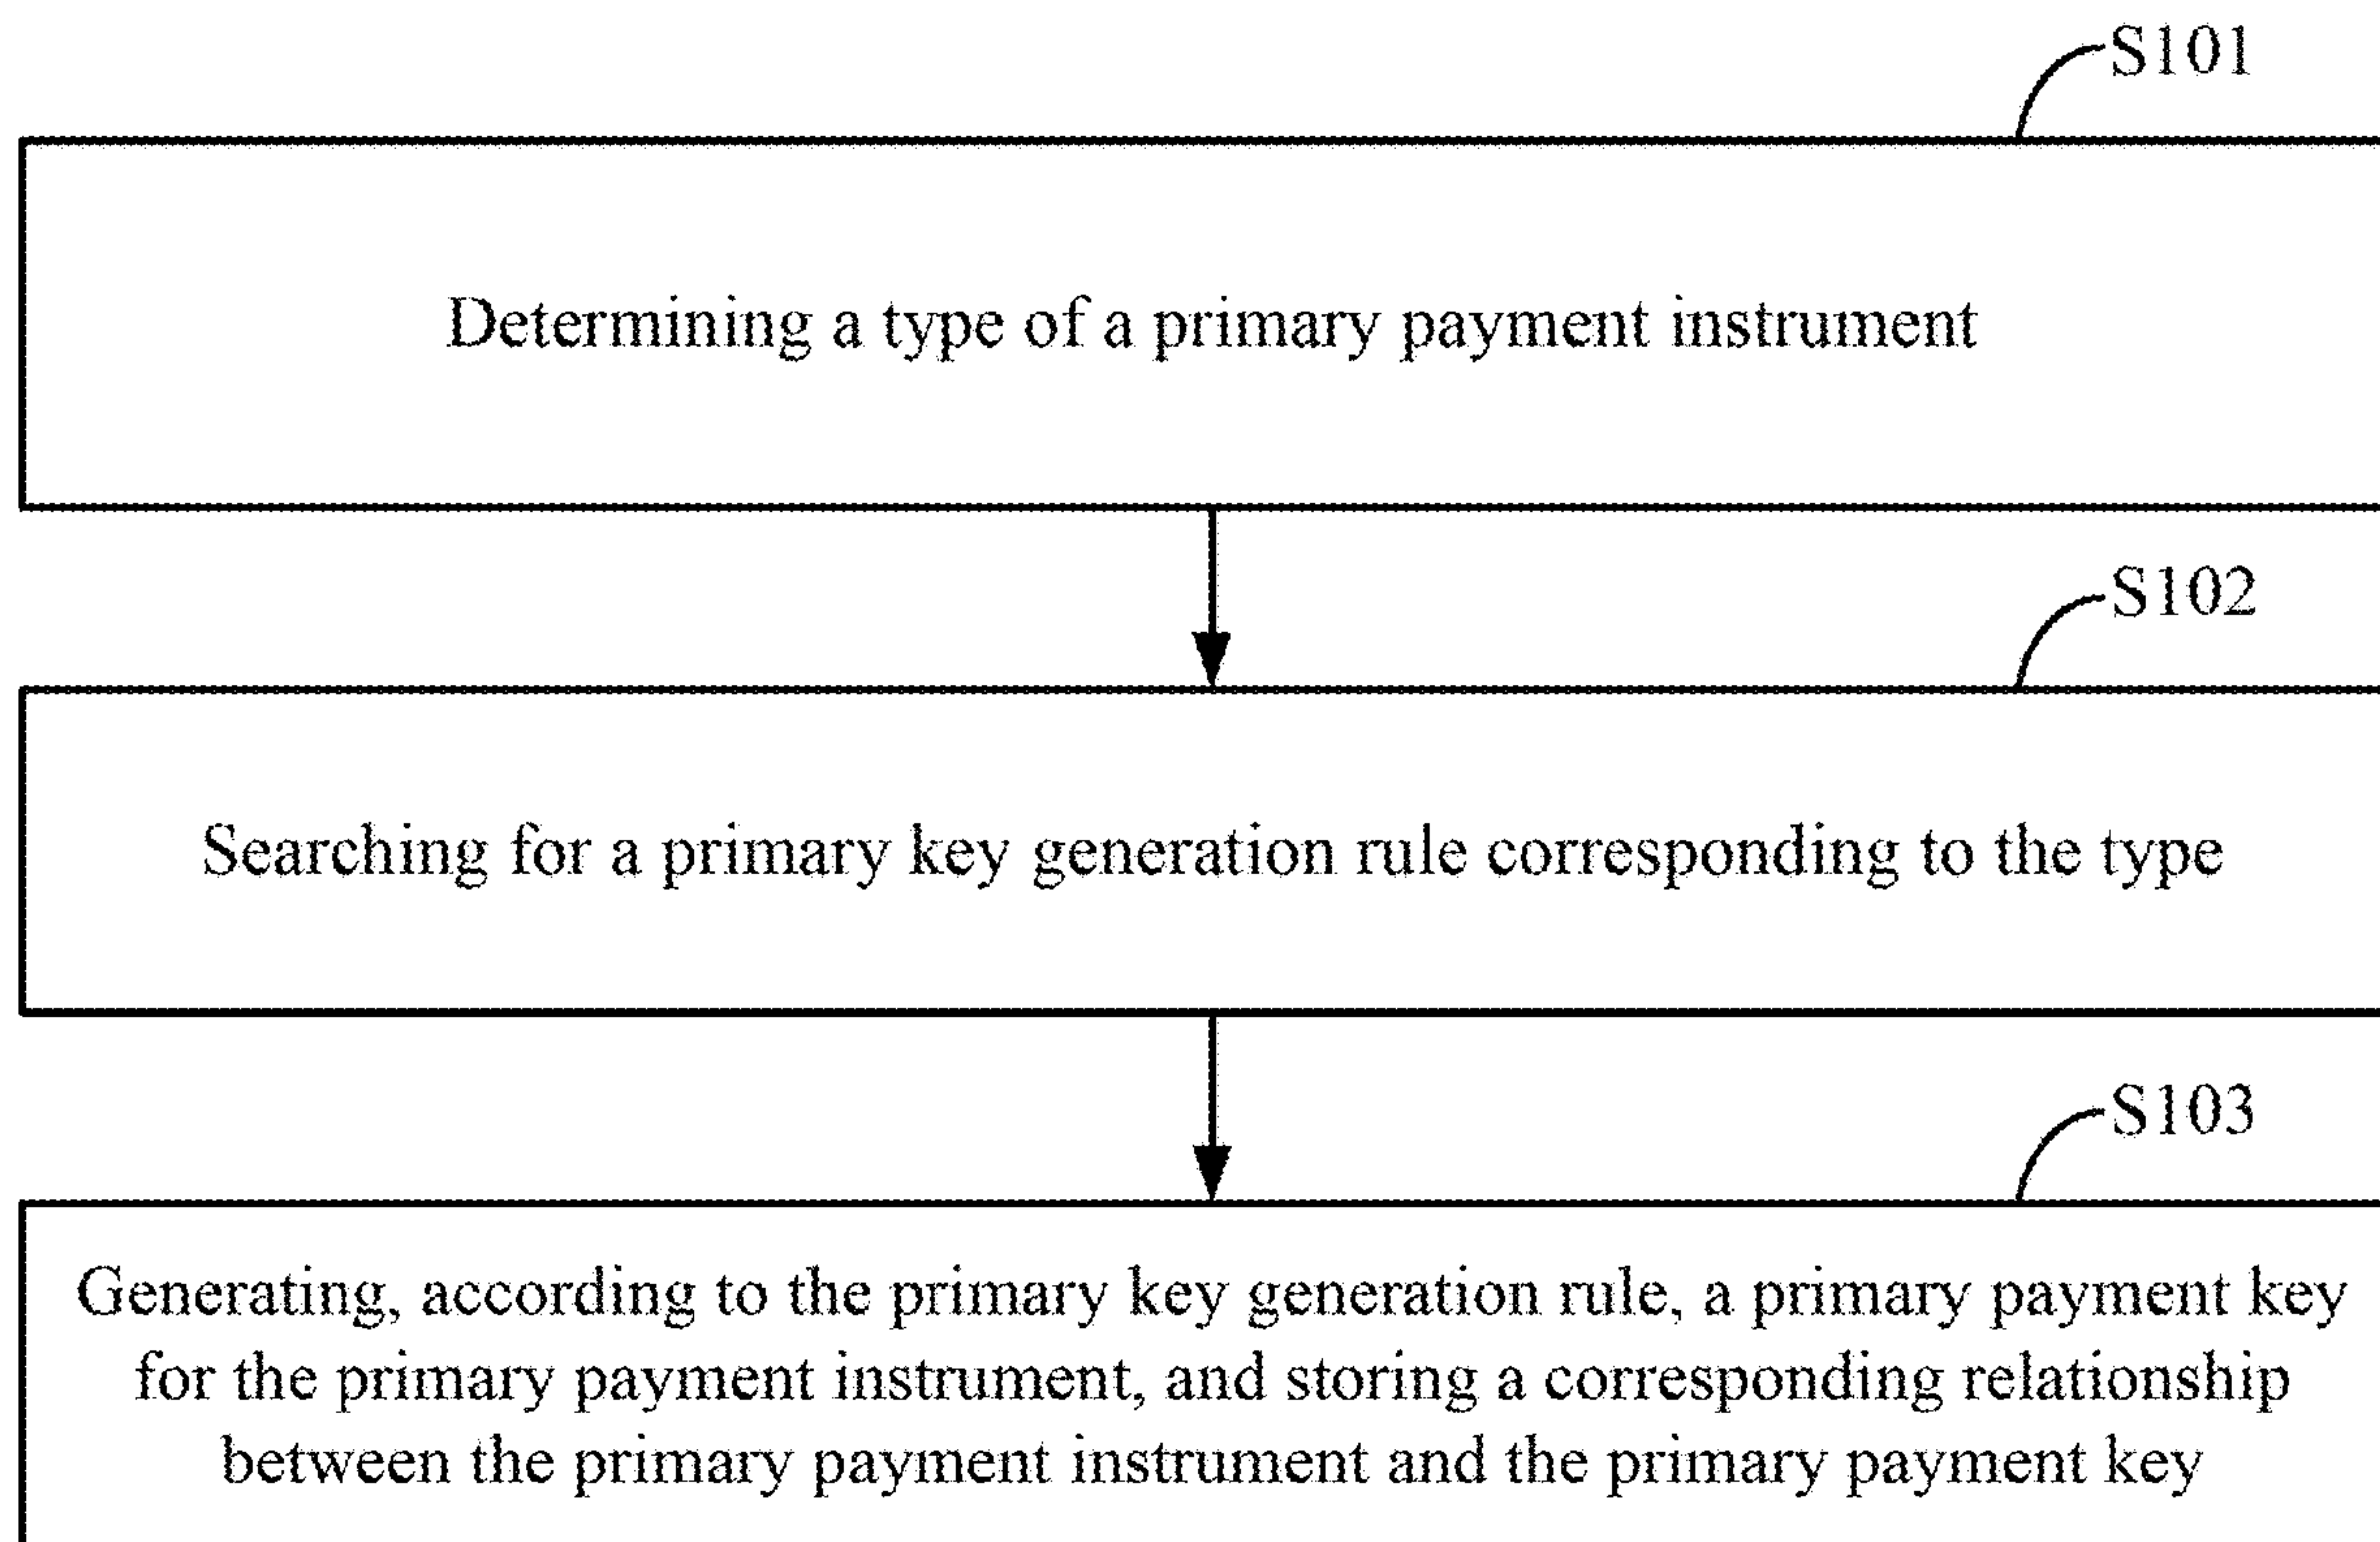 S101
Determining a type of a primary payment instrument
S102
Searching for a primary key generation rule corresponding to the type
S103
Generating, according to the primary key generation rule, a primary payment key
for the primary payment instrument, and storing a corresponding relationship
between the primary payment instrument and the primary payment key